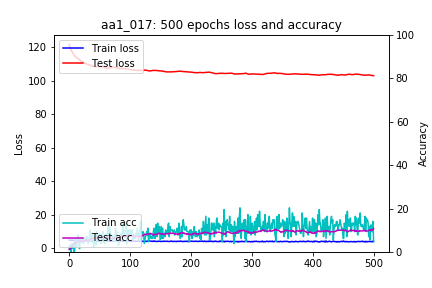 aa1_017: 500 epochs loss and accuracy
Train loss
Test loss
Train acc
Test acc
Loss
Accuracy
120
100
80
60
40
20
0
100
80
60
40
20
0
0 100 200 300 400 500